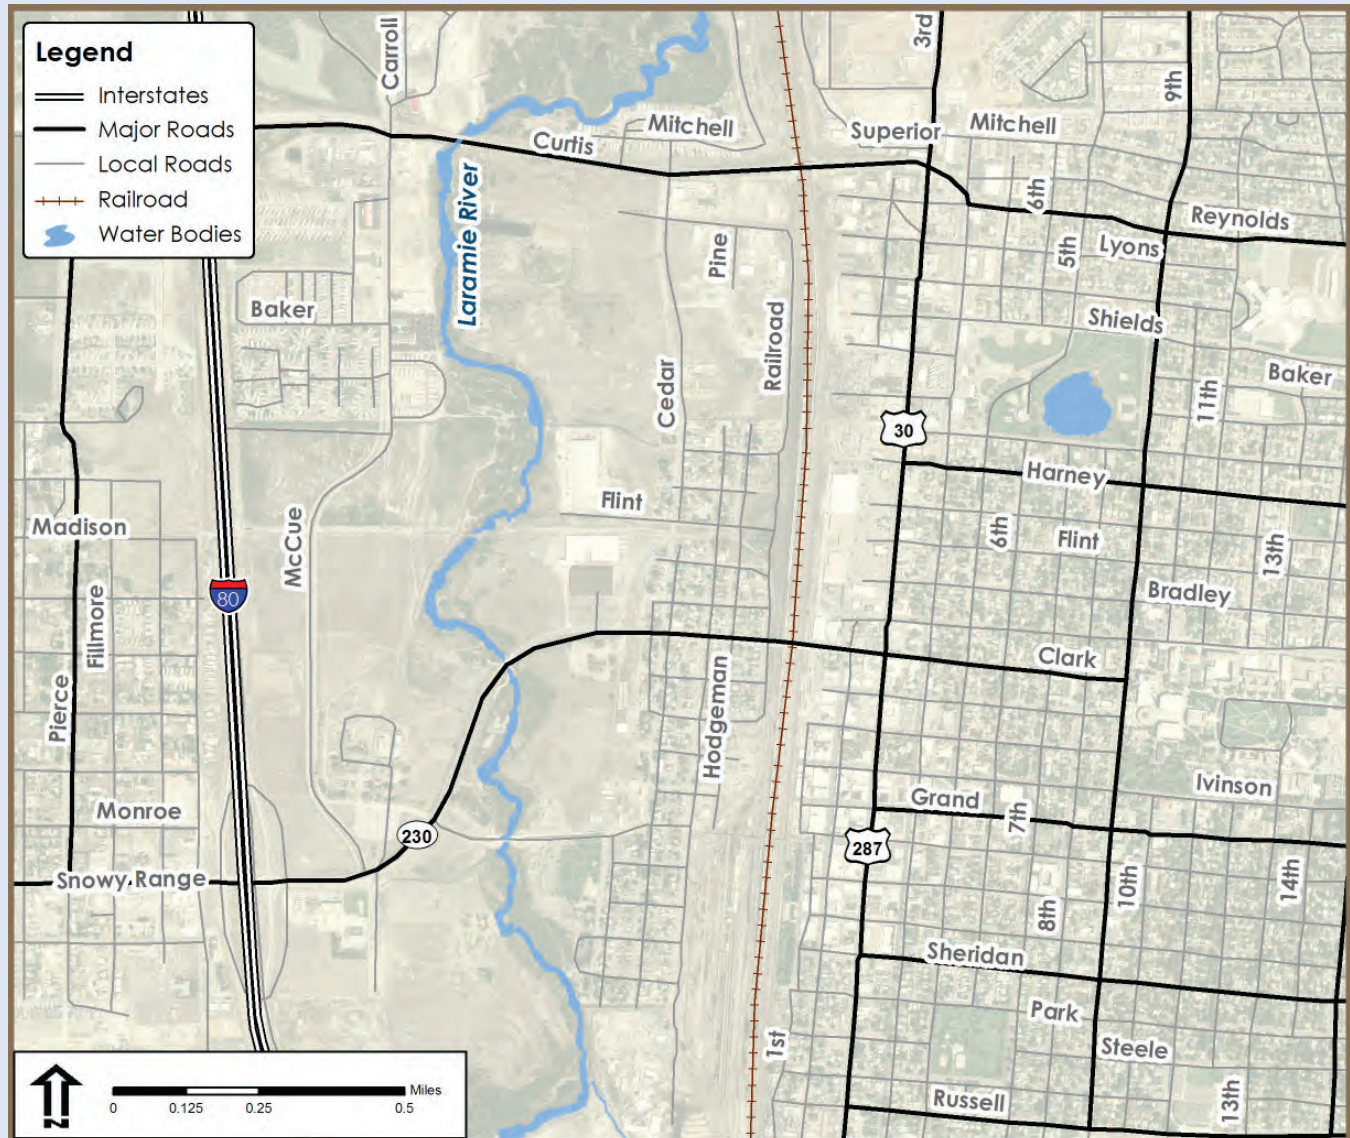 Legend
Interstates
Major Roads
Local Roads
Railroad
Water Bodies
Carroll
3rd
9th
Curtis
Mitchell
Superior
Mitchell
Laramie River
6th
Reynolds
5th
Lyons
Pine
Baker
Railroad
Shields
Cedar
11th
Baker
30
Harney
Flint
Madison
McCue
6th
Flint
13th
80
Fillmore
Bradley
Clark
Pierce
Hodgeman
Monroe
Grand
7th
Ivinson
230
287
Snowy Range
10th
14th
8th
Sheridan
1st
Park
Steele
Russell
13th
N
Miles
0 0.125 0.25 0.5